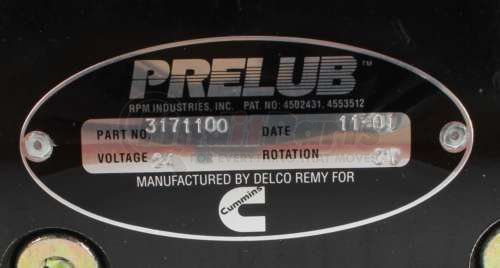 PRELUB™
RPM INDUSTRIES, INC. PAT NO: 4502431, 4553512
PART NO. 3171100 DATE 11-01
VOLTAGE 24 ROTATION
MANUFACTURED BY DELCO REMY FOR
Cummins